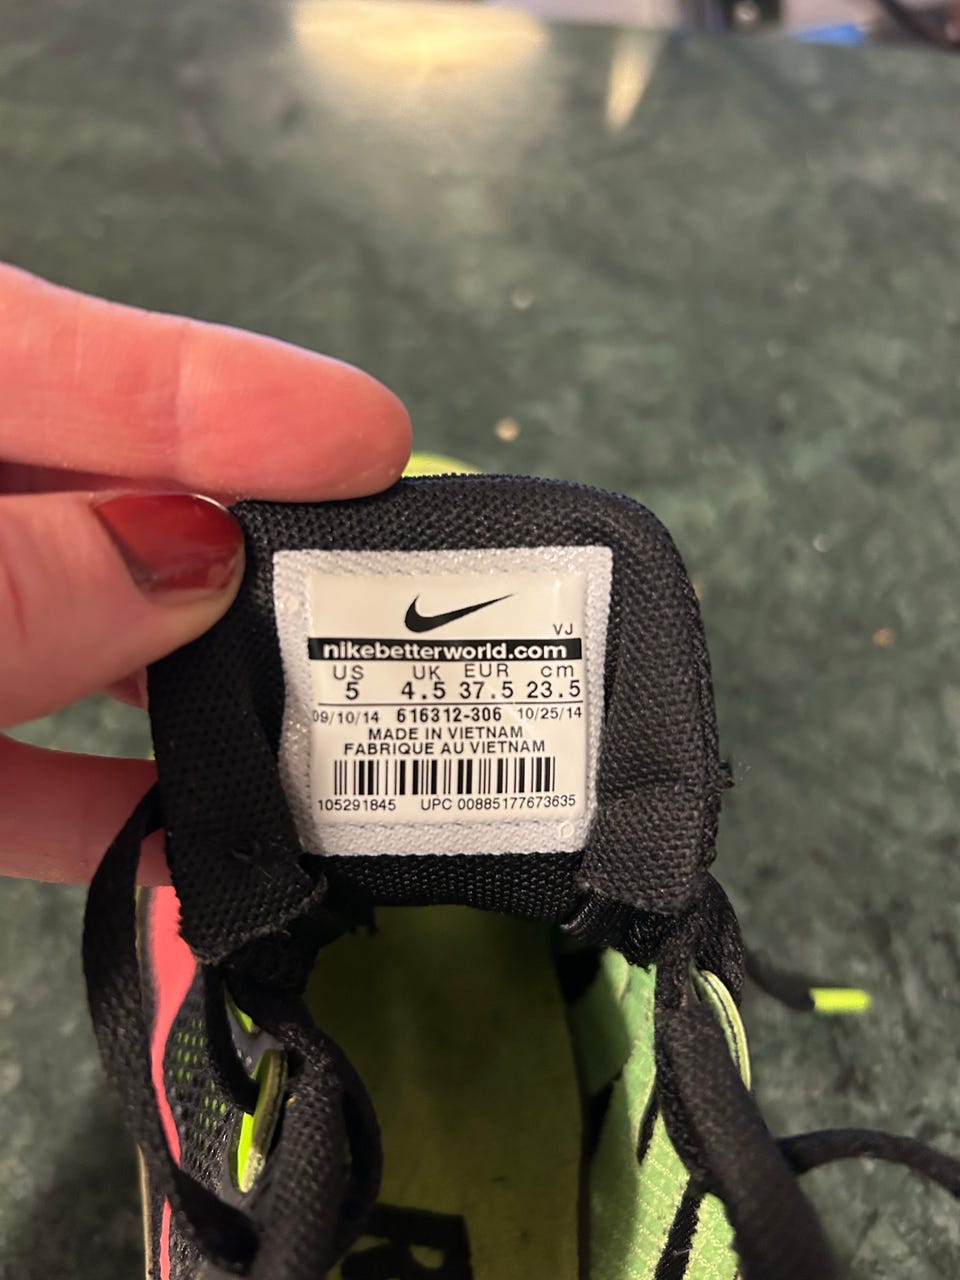 VJ
nikebetterworld.com
US UK EUR cm
5 4.5 37.5 23.5
09/10/14 616312-306 10/25/14
MADE IN VIETNAM
FABRIQUE AU VIETNAM
105291845 UPC 00885177673635